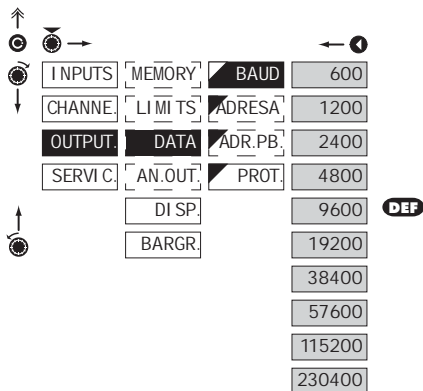 INPUTS MEMORY BAUD 600
CHANNE. LIMITS ADRESA 1200
OUTPUT. DATA ADR.PB. 2400
SERVIC. AN.OUT. PROT. 4800
DISP. 9600 DEF
BARGR. 19200
38400
57600
115200
230400